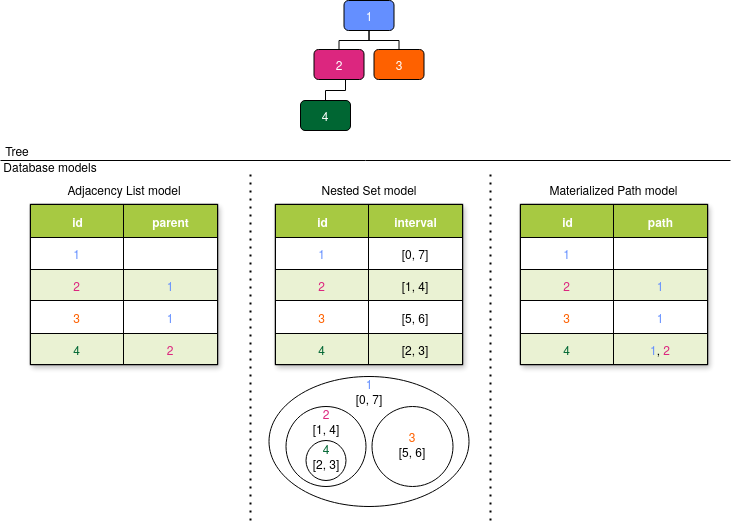 1
2 3
4
Tree
Database models
Adjacency List model
id parent
1
2 1
3 1
4 2
Nested Set model
id interval
1 [0, 7]
2 [1, 4]
3 [5, 6]
4 [2, 3]
1
[0, 7]
2
[1, 4]
4
[2, 3]
3
[5, 6]
Materialized Path model
id path
1
2 1
3 1
4 1, 2